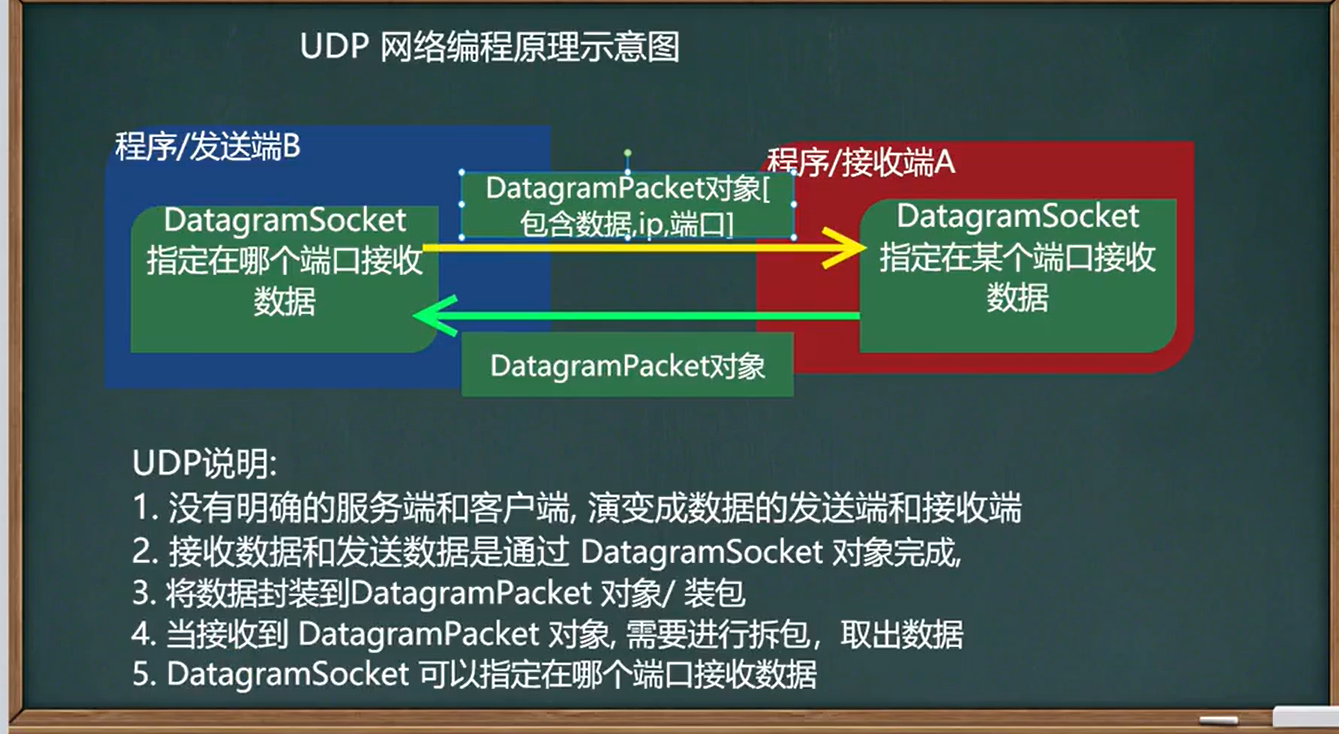 UDP 网络编程原理示意图
程序/发送端B
DatagramSocket
指定在哪个端口接收
数据
DatagramPacket对象[
包含数据,ip,端口]
程序/接收端A
DatagramSocket
指定在某个端口接收
数据
DatagramPacket对象
UDP说明:
1. 没有明确的服务端和客户端, 演变成数据的发送端和接收端
2. 接收数据和发送数据是通过 DatagramSocket 对象完成,
3. 将数据封装到DatagramPacket 对象/ 装包
4. 当接收到 DatagramPacket 对象, 需要进行拆包，取出数据
5. DatagramSocket 可以指定在哪个端口接收数据